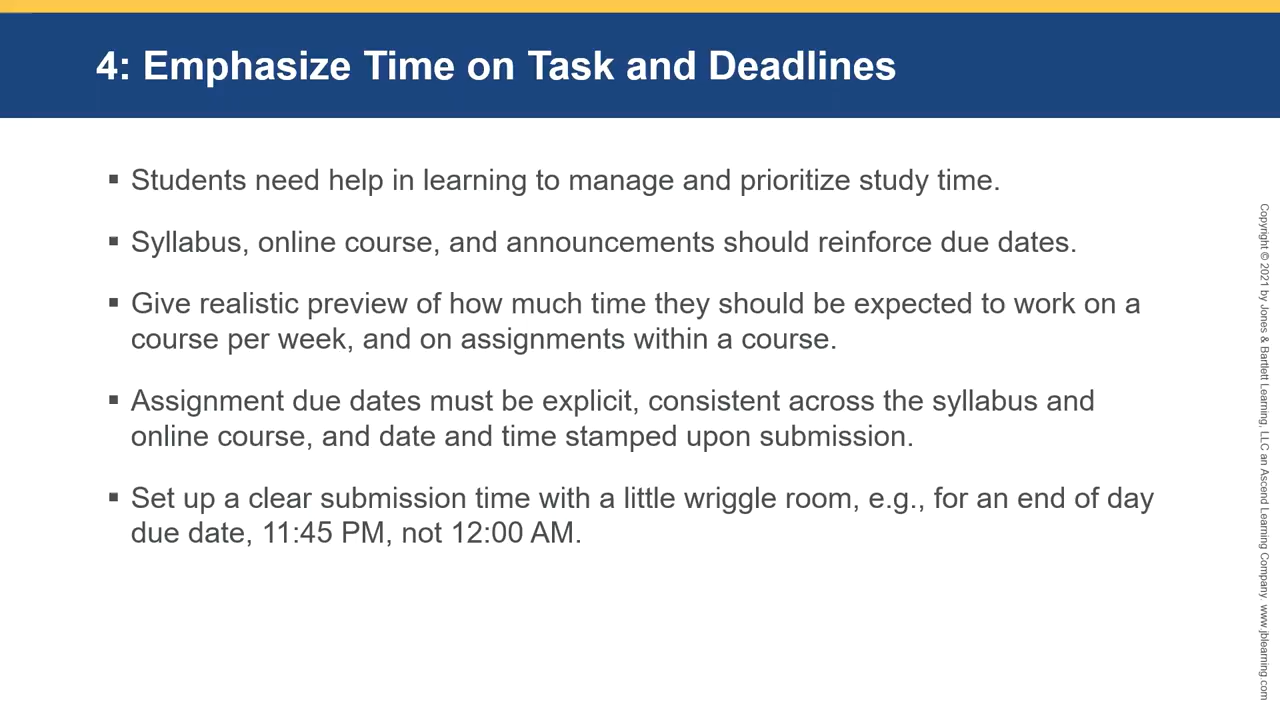 4: Emphasize Time on Task and Deadlines
▪ Students need help in learning to manage and prioritize study time.
▪ Syllabus, online course, and announcements should reinforce due dates.
▪ Give realistic preview of how much time they should be expected to work on a
course per week, and on assignments within a course.
▪ Assignment due dates must be explicit, consistent across the syllabus and
online course, and date and time stamped upon submission.
▪ Set up a clear submission time with a little wriggle room, e.g., for an end of day
due date, 11:45 PM, not 12:00 AM.
Copyright © 2021 by Jones & Bartlett Learning, LLC an Ascend Learning Company. www.jblearning.com